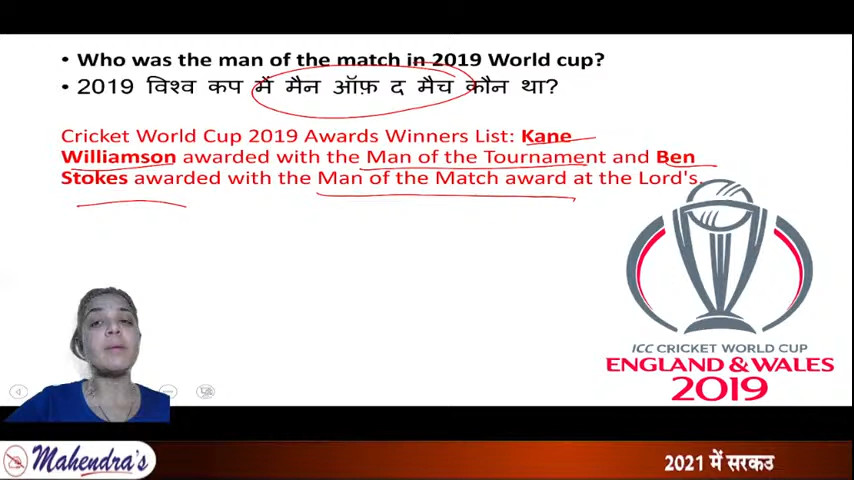 • Who was the man of the match in 2019 World cup?
• 2019 विश्व कप में मैन ऑफ़ द मैच कौन था?
Cricket World Cup 2019 Awards Winners List: Kane
Williamson awarded with the Man of the Tournament and Ben
Stokes awarded with the Man of the Match award at the Lord's.
ICC CRICKET WORLD CUP
ENGLAND & WALES
2019
Mahendra's
2021 में सरकउ